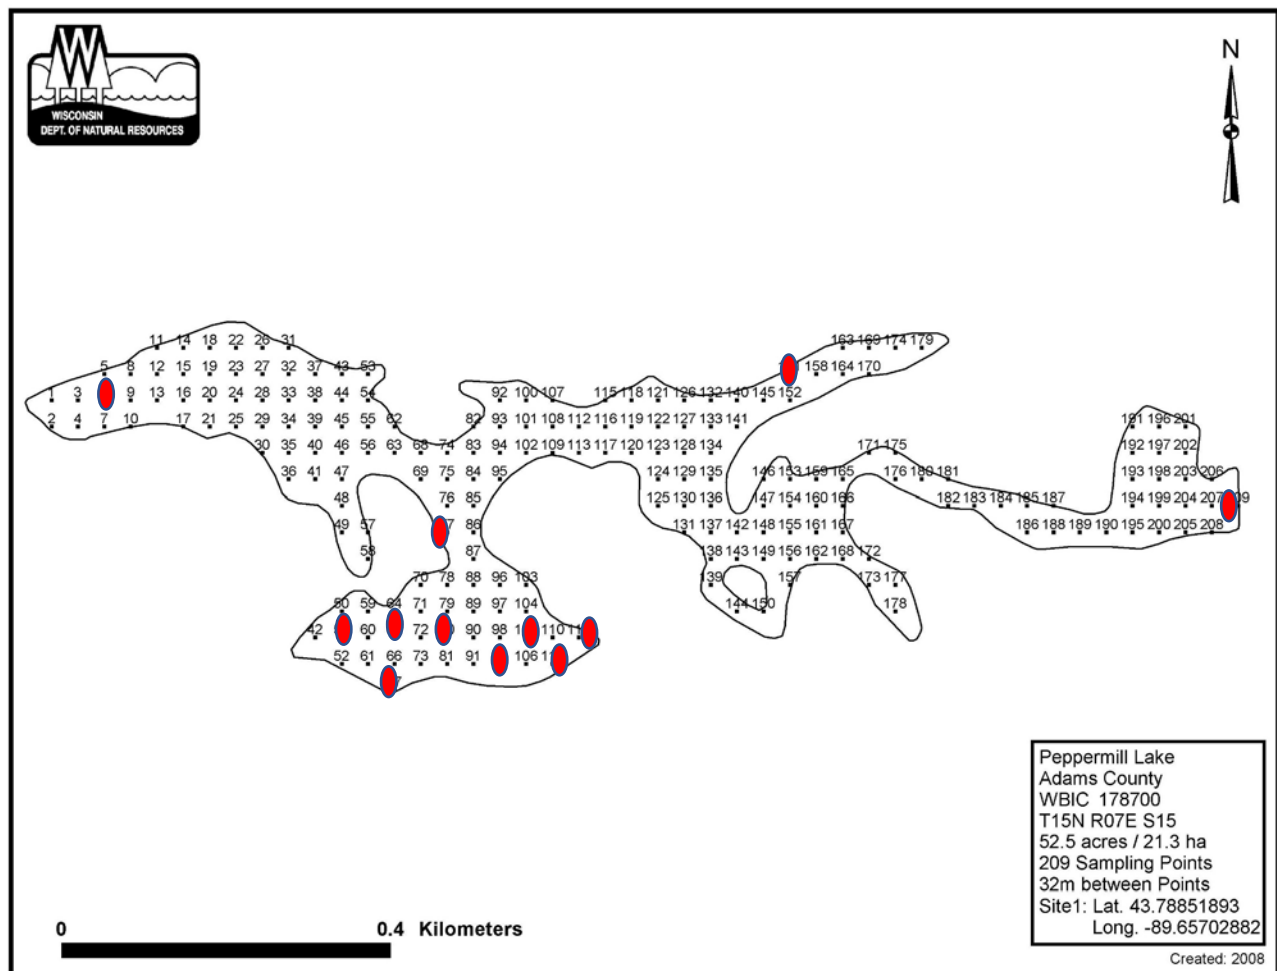 WISCONSIN
DEPT. OF NATURAL RESOURCES
N
11 14 18 22 26 31 163 169 174 179
5 8 12 15 19 23 27 32 37 43 53 158 164 170
1 3 9 13 16 20 24 28 33 38 44 54 92 100 107 115 118 121 126 132 140 145 152
2 4 7 10 17 21 25 29 34 39 45 55 62 82 93 101 108 112 116 119 122 127 133 141 191 196 201
30 35 40 46 56 63 68 74 83 94 102 109 113 117 120 123 128 134 171 175 192 197 202
36 41 47 69 75 84 95 124 129 135 146 153 159 165 176 180 181 193 198 203 206
48 76 85 125 130 136 147 154 160 166 182 183 184 185 187 194 199 204 207
49 57 86 131 137 142 148 155 161 167 186 188 189 190 195 200 205 208
58 87 138 143 149 156 162 168 172
70 78 88 96 103 139 157 173 177
50 59 64 71 79 89 97 104 144 150 178
42 60 72 90 98 110
52 61 66 73 81 91 106
Peppermill Lake
Adams County
WBIC 178700
T15N R07E S15
52.5 acres / 21.3 ha
209 Sampling Points
32m between Points
Site1: Lat. 43.78851893
Long. -89.65702882
0 0.4 Kilometers
Created: 2008